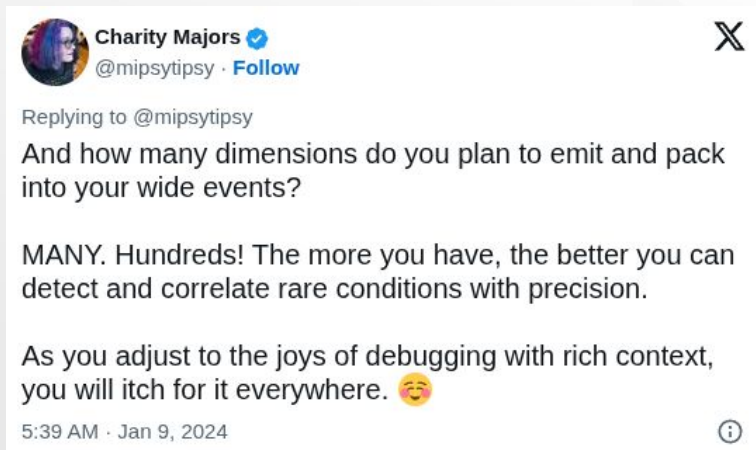 Charity Majors
@mipsytipsy · Follow
Replying to @mipsytipsy
And how many dimensions do you plan to emit and pack
into your wide events?
MANY. Hundreds! The more you have, the better you can
detect and correlate rare conditions with precision.
As you adjust to the joys of debugging with rich context,
you will itch for it everywhere. ☺️
5:39 AM · Jan 9, 2024